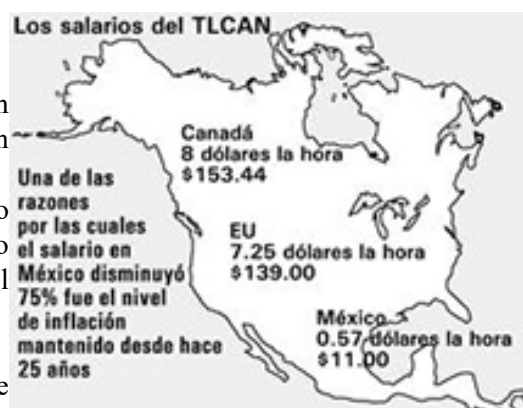 Los salarios del TLCAN
Canadá
8 dólares la hora
$153.44
Una de las
razones
por las cuales
el salario en
México disminuyó
75% fue el nivel
de inflación
mantenido desde hace
25 años
EU
7.25 dólares la hora
$139.00
México
0.57 dólares la hora
$11.00